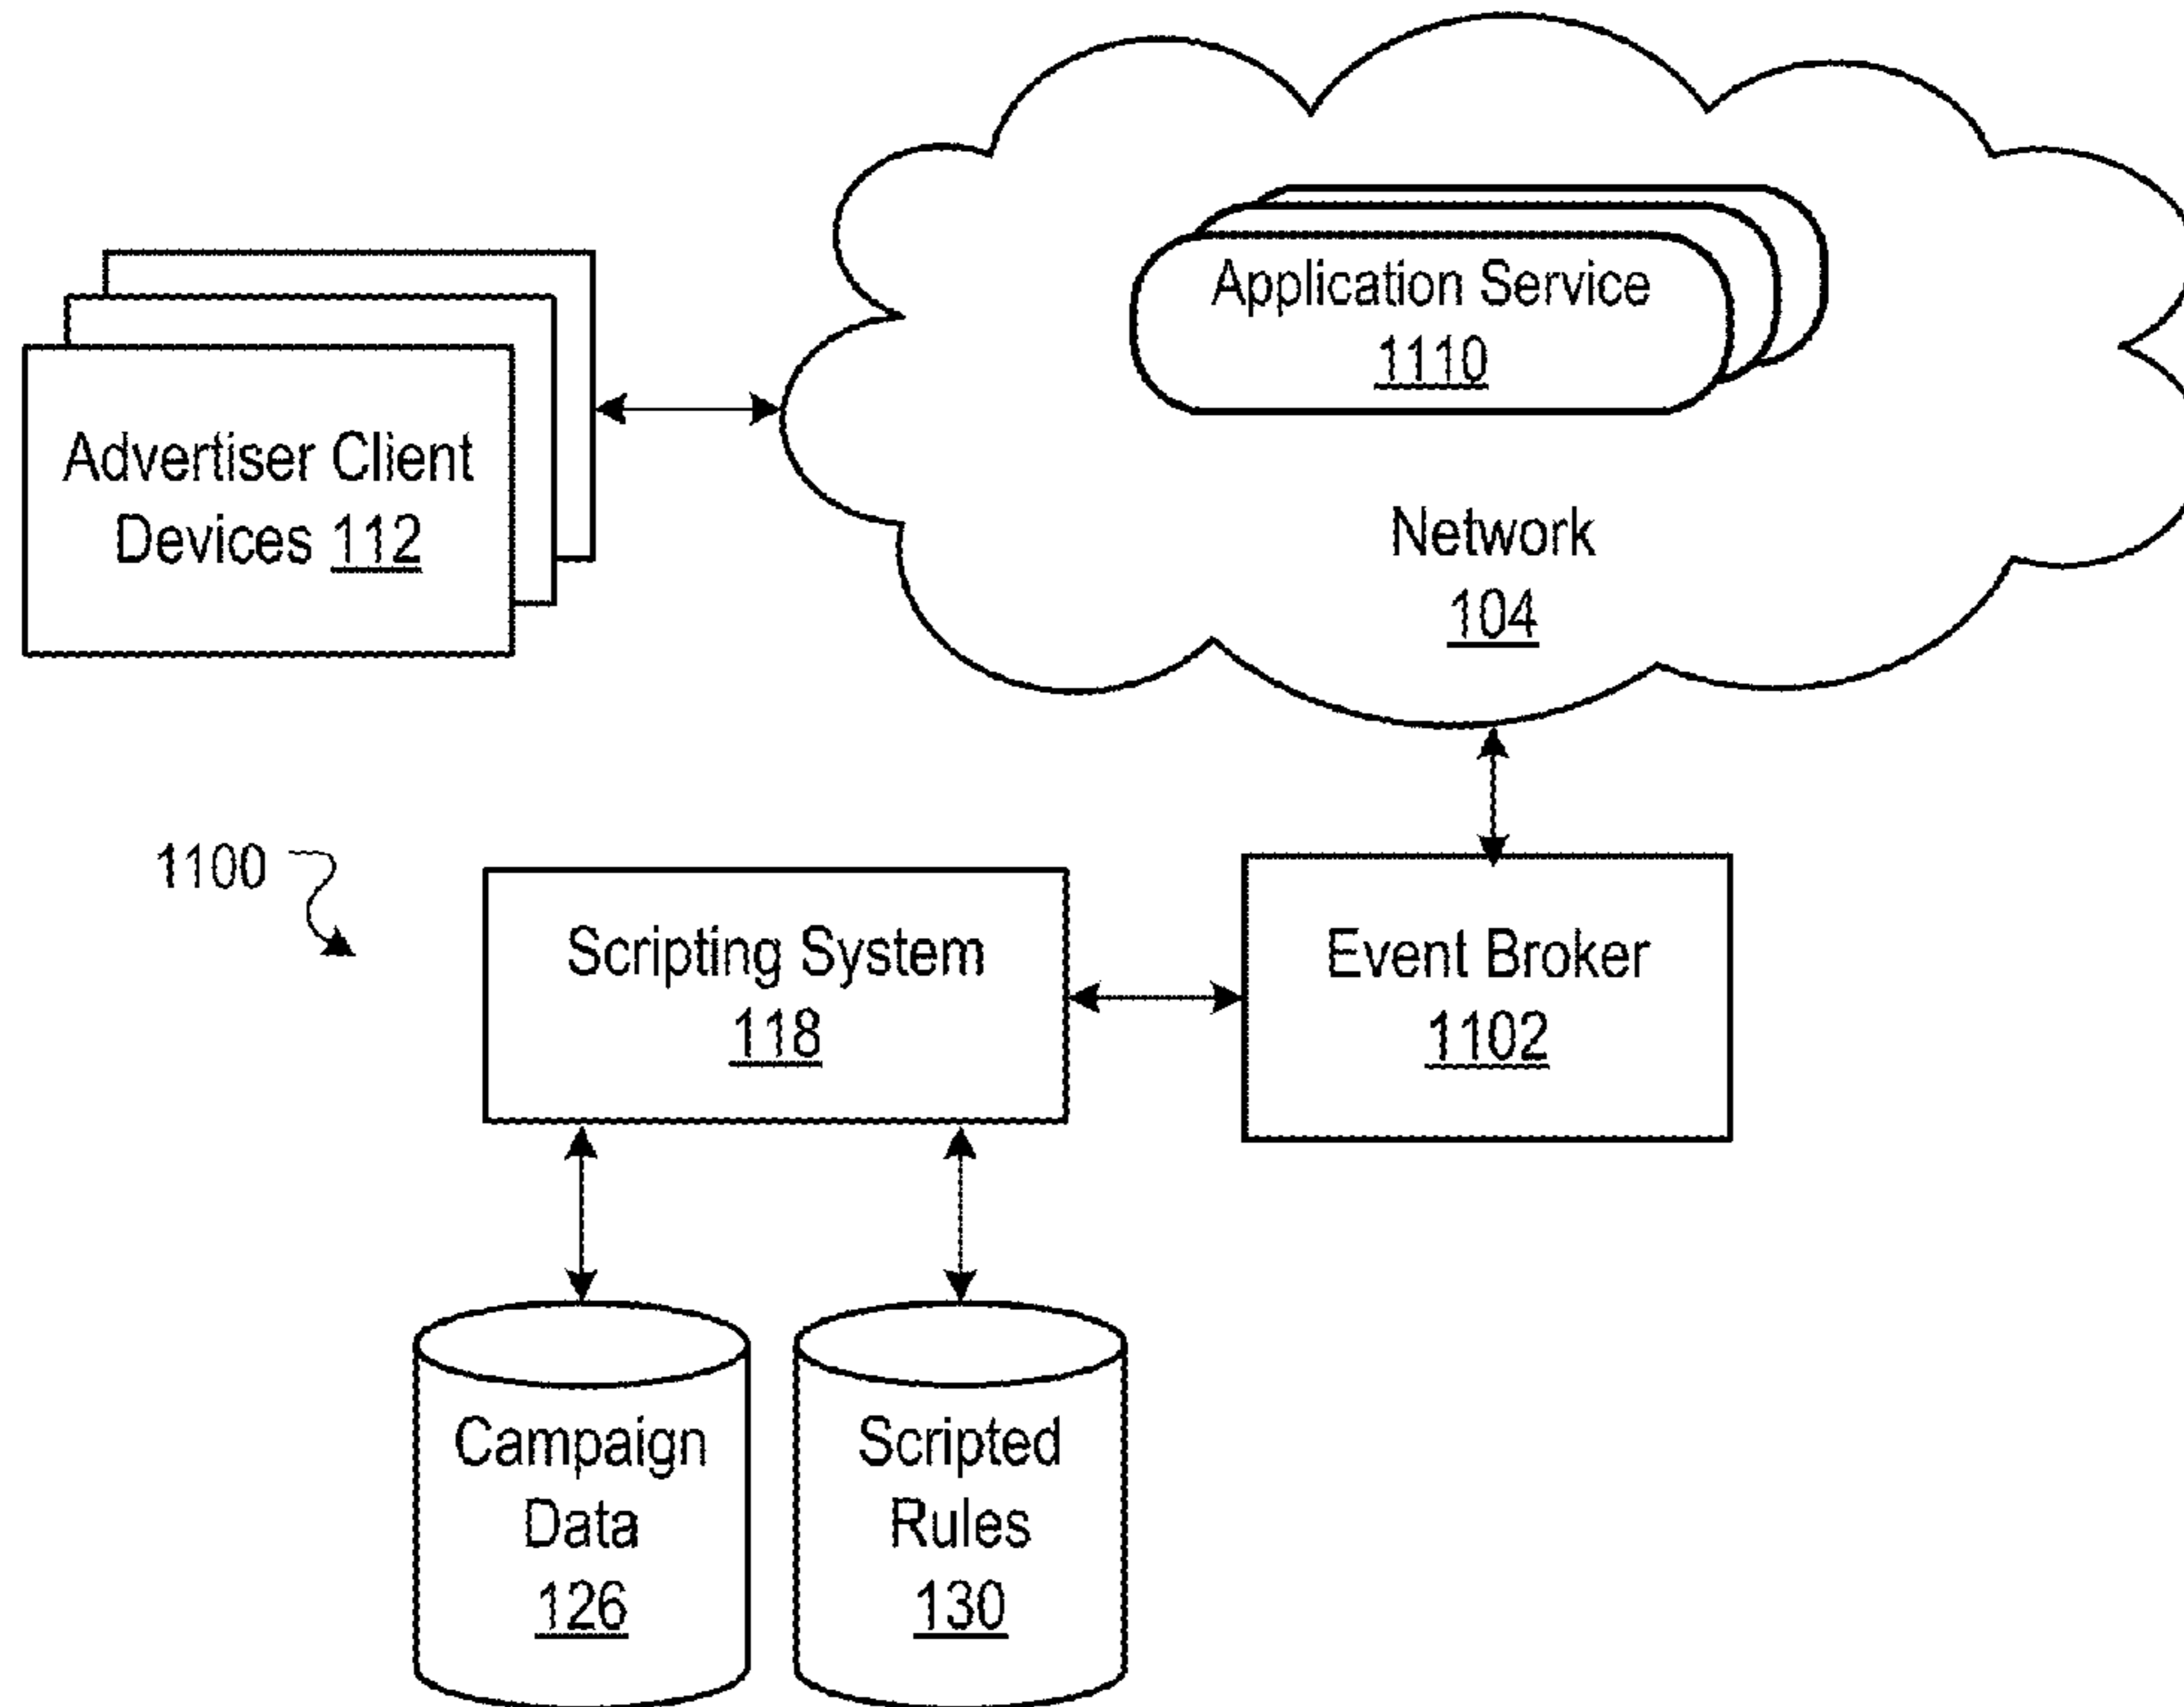 Application Service
1110
Advertiser Client
Devices 112
Network
104
1100
Scripting System
118
Event Broker
1102
Campaign
Data
126
Scripted
Rules
130